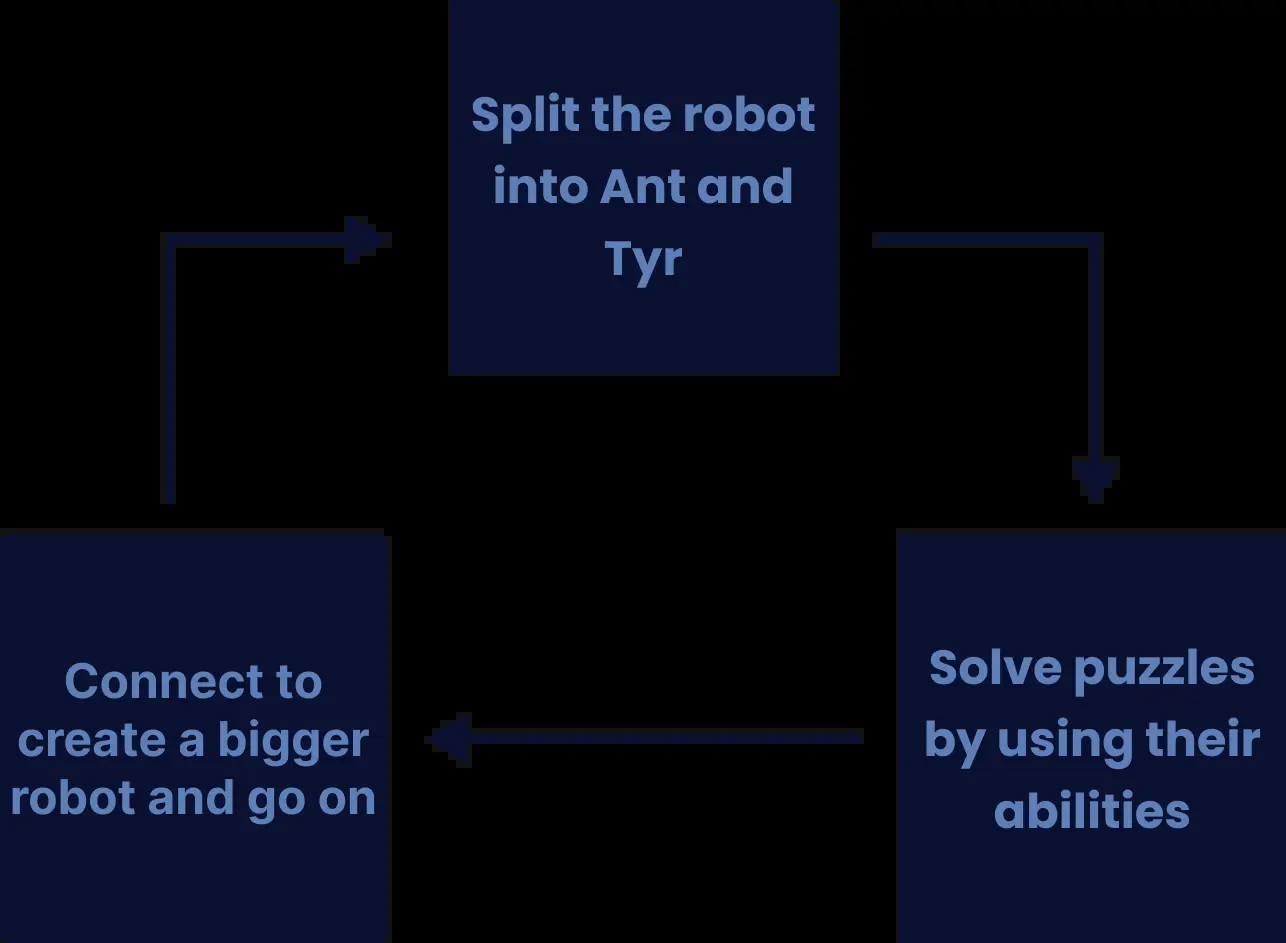 Split the robot
into Ant and
Tyr
Solve puzzles
by using their
abilities
Connect to
create a bigger
robot and go on